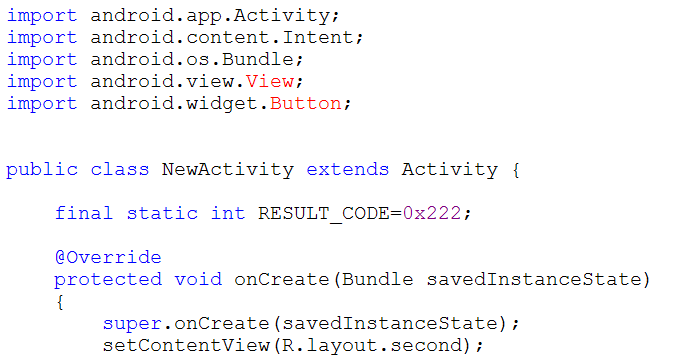 import android.app.Activity;
import android.content.Intent;
import android.os.Bundle;
import android.view.View;
import android.widget.Button;
public class NewActivity extends Activity {
final static int RESULT_CODE=0x222;
@Override
protected void onCreate(Bundle savedInstanceState)
{
super.onCreate(savedInstanceState);
setContentView(R.layout.second);